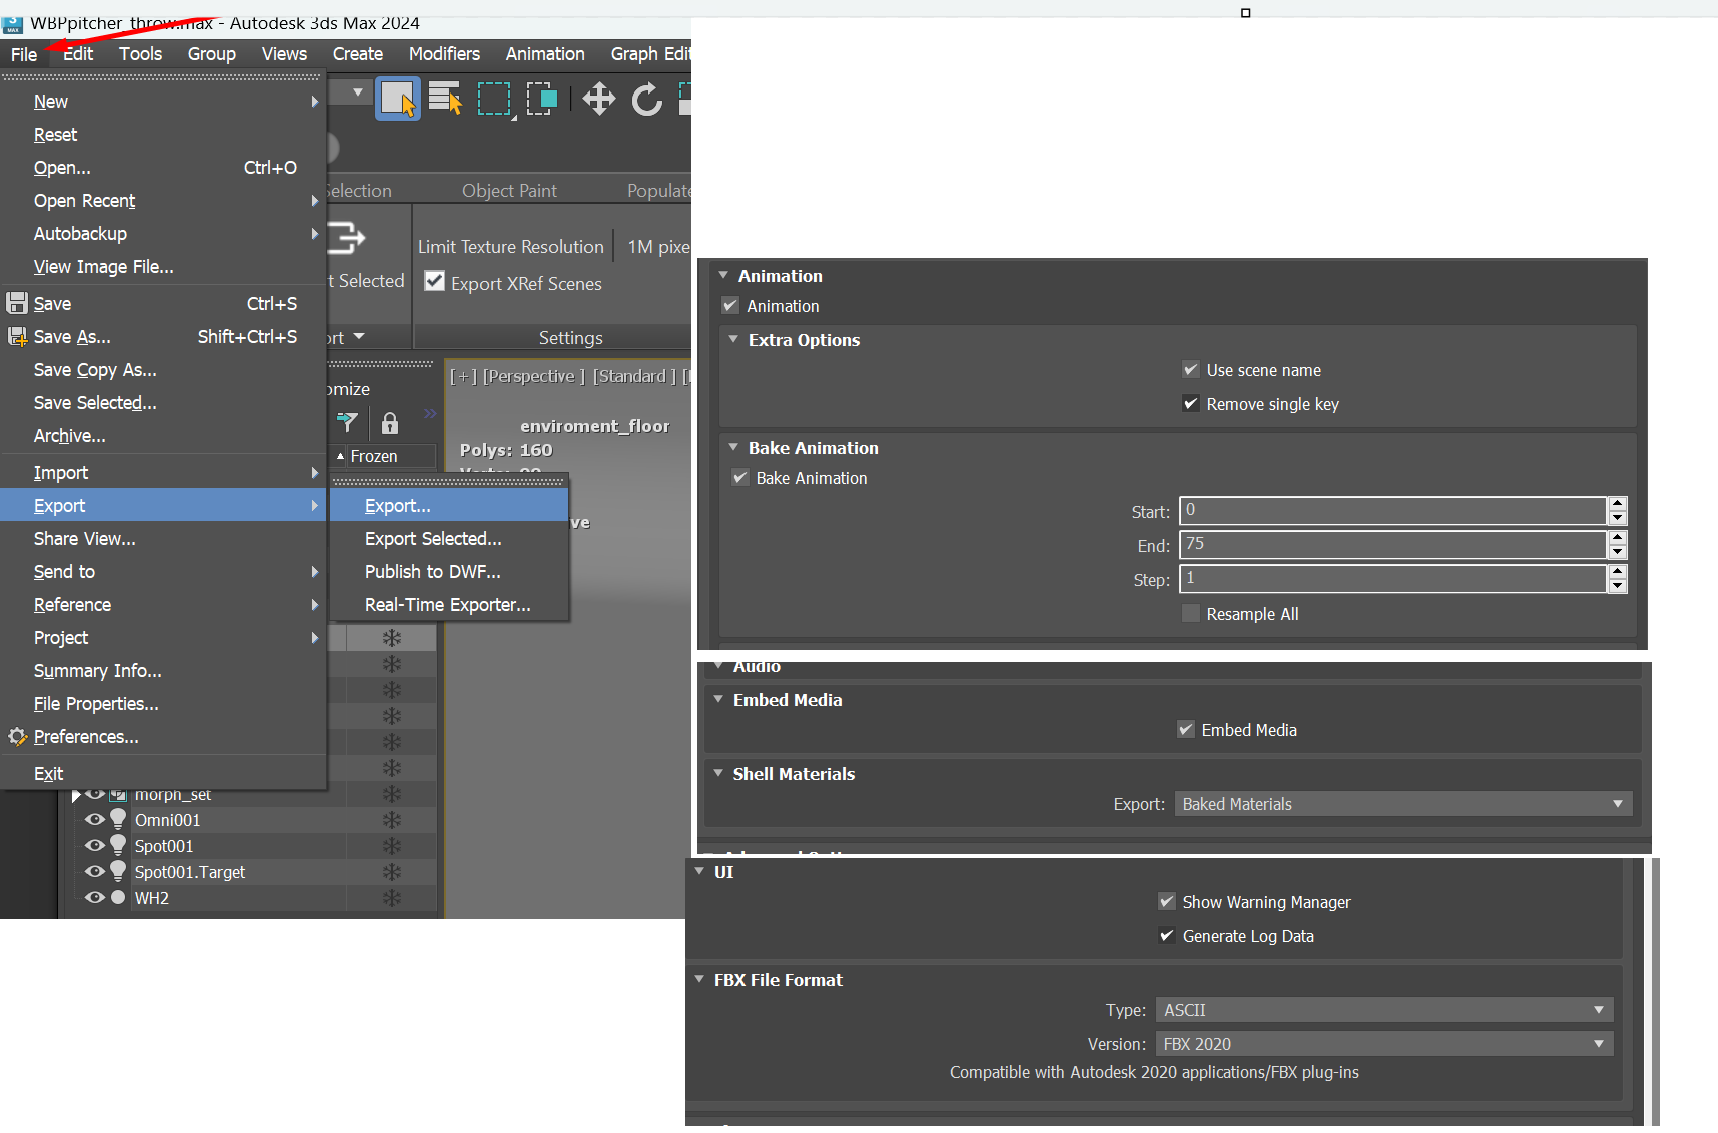 WBPpitcher_throw.max - Autodesk 3ds Max 2024
File Edit Tools Group Views Create Modifiers Animation Graph Edit
New
Reset
Open... Ctrl+O
Open Recent
Autobackup
View Image File...
Save Ctrl+S
Save As... Shift+Ctrl+S
Save Copy As...
Save Selected...
Archive...
Import
Export
Share View...
Send to
Reference
Project
Summary Info...
File Properties...
Preferences...
Exit
Export...
Export Selected...
Publish to DWF...
Real-Time Exporter...
Selection Object Paint Populate
Limit Texture Resolution 1M pixe
t Selected
Export XRef Scenes
ort Settings
[+] [Perspective ] [Standard ] [
omize
enviroment_floor
Polys: 160
Frozen
ve
morph_set
Omni001
Spot001
Spot001.Target
WH2
Animation
Animation
Extra Options
Use scene name
Remove single key
Bake Animation
Bake Animation
Start: 0
End: 75
Step: 1
Resample All
Audio
Embed Media
Embed Media
Shell Materials
Export: Baked Materials
UI
Show Warning Manager
Generate Log Data
FBX File Format
Type: ASCII
Version: FBX 2020
Compatible with Autodesk 2020 applications/FBX plug-ins